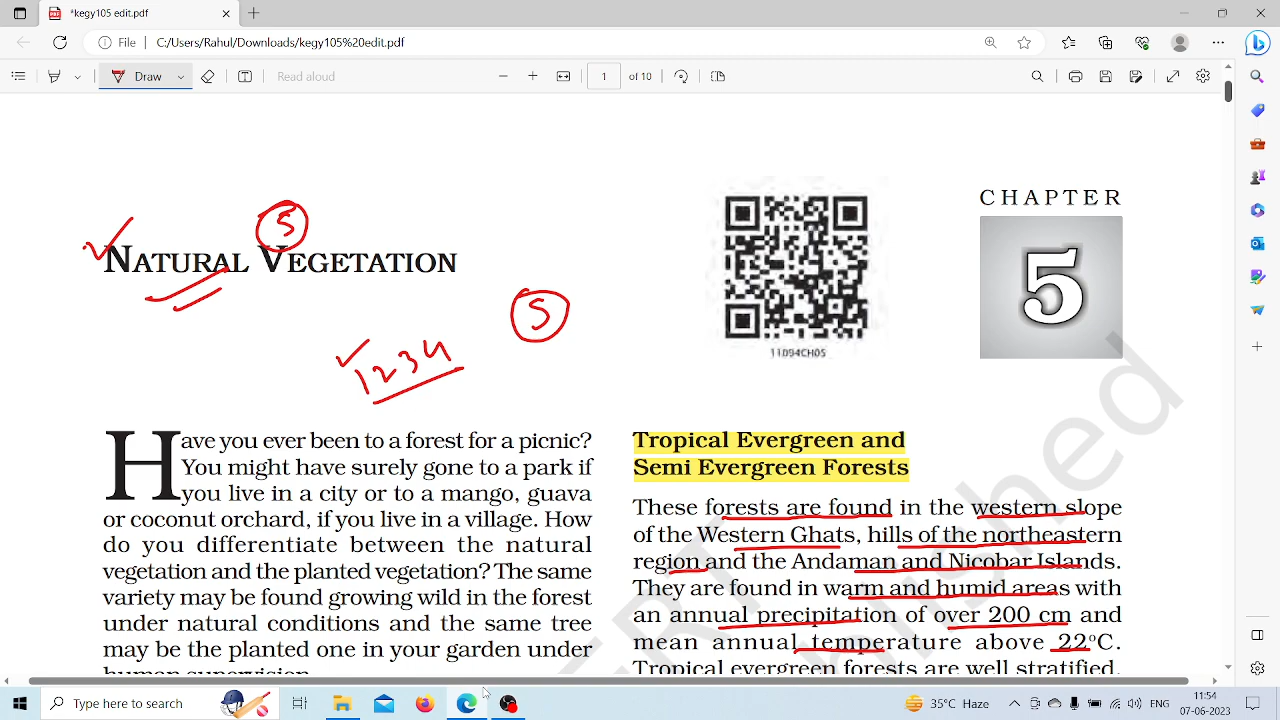 *kegy105 edit.pdf
File C:/Users/Rahul/Downloads/kegy105%20edit.pdf
Draw Read aloud 1 of 10
CHAPTER
5
NATURAL VEGETATION
5
11094CH05
5
1234
Have you ever been to a forest for a picnic?
You might have surely gone to a park if
you live in a city or to a mango, guava
or coconut orchard, if you live in a village. How
do you differentiate between the natural
vegetation and the planted vegetation? The same
variety may be found growing wild in the forest
under natural conditions and the same tree
may be the planted one in your garden under
human supervision.
Tropical Evergreen and
Semi Evergreen Forests
These forests are found in the western slope
of the Western Ghats, hills of the northeastern
region and the Andaman and Nicobar Islands.
They are found in warm and humid areas with
an annual precipitation of over 200 cm and
mean annual temperature above 22°C.
Tropical evergreen forests are well stratified,
Type here to search
35°C Haze
11:54
07-06-2023